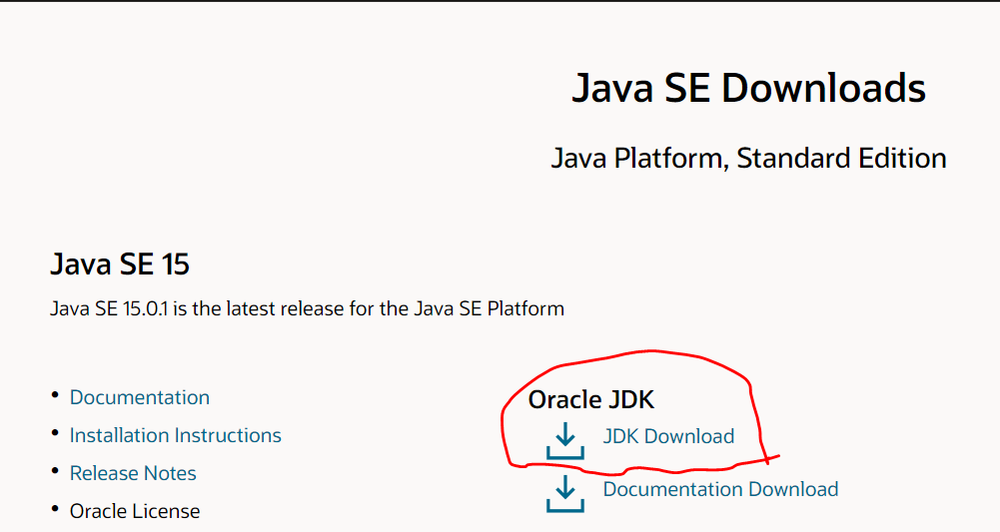 Java SE Downloads
Java Platform, Standard Edition
Java SE 15
Java SE 15.0.1 is the latest release for the Java SE Platform
• Documentation
• Installation Instructions
• Release Notes
• Oracle License
Oracle JDK
JDK Download
Documentation Download